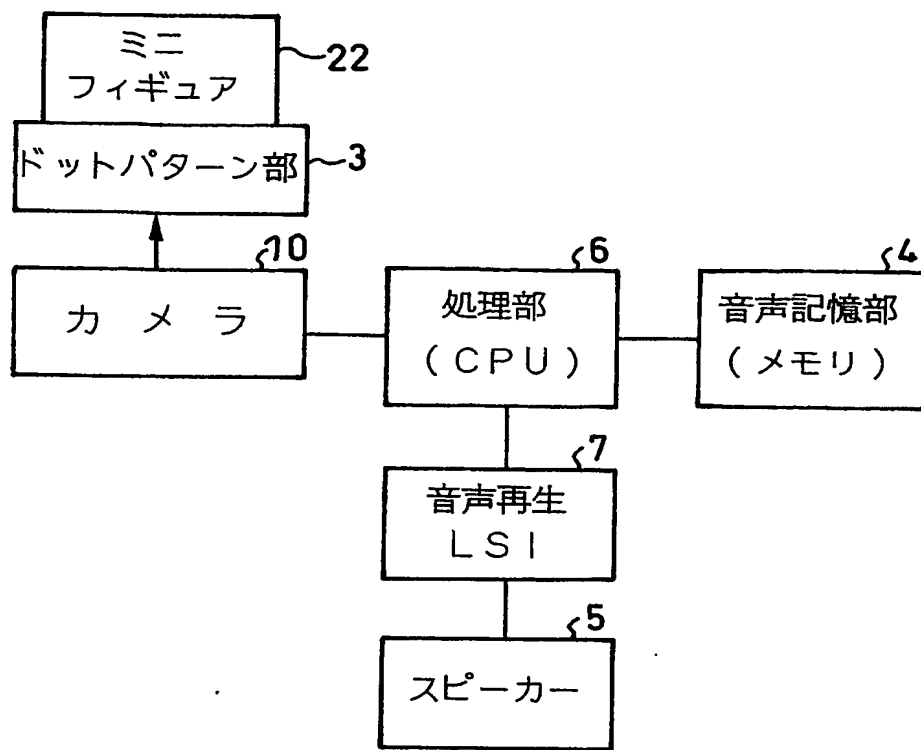 ミニ
フィギュア
22
ドットパターン部
3
10
カメラ
6
処理部
(CPU)
4
音声記憶部
(メモリ)
7
音声再生
LSI
5
スピーカー